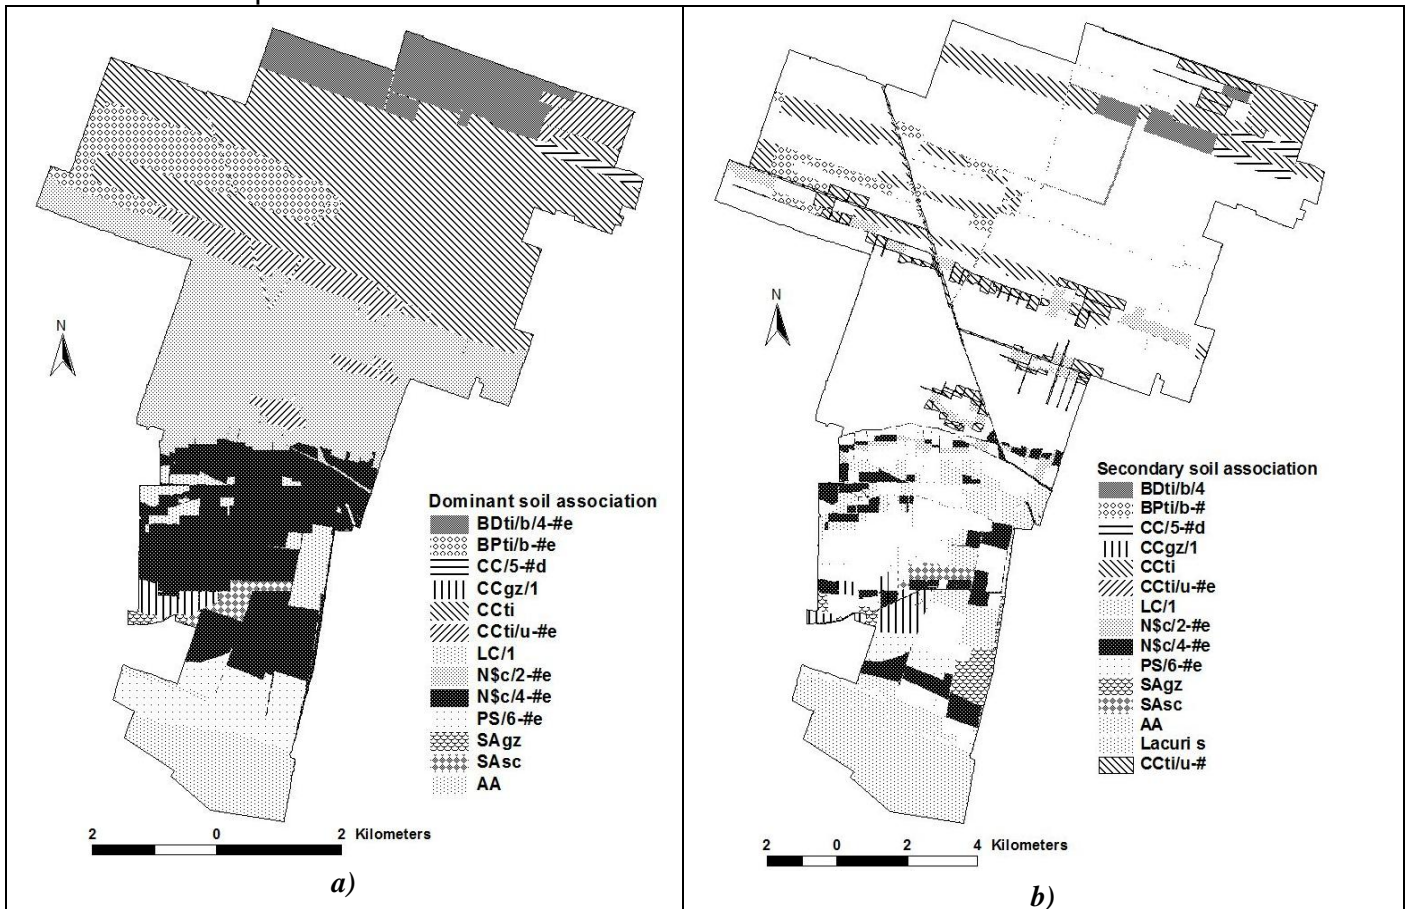 N
Dominant soil association
BDti/b/4-#e
BPti/b-#e
CC/5-#d
CCgz/1
CCti
CCti/u-#e
LC/1
N$c/2-#e
N$c/4-#e
PS/6-#e
SAgz
SAsc
AA
2 0 2 Kilometers
a)
N
Secondary soil association
BDti/b/4
BPti/b-#
CC/5-#d
CCgz/1
CCti
CCti/u-#e
LC/1
N$c/2-#e
N$c/4-#e
PS/6-#e
SAgz
SAsc
AA
Lacuri s
CCti/u-#
2 0 2 4 Kilometers
b)